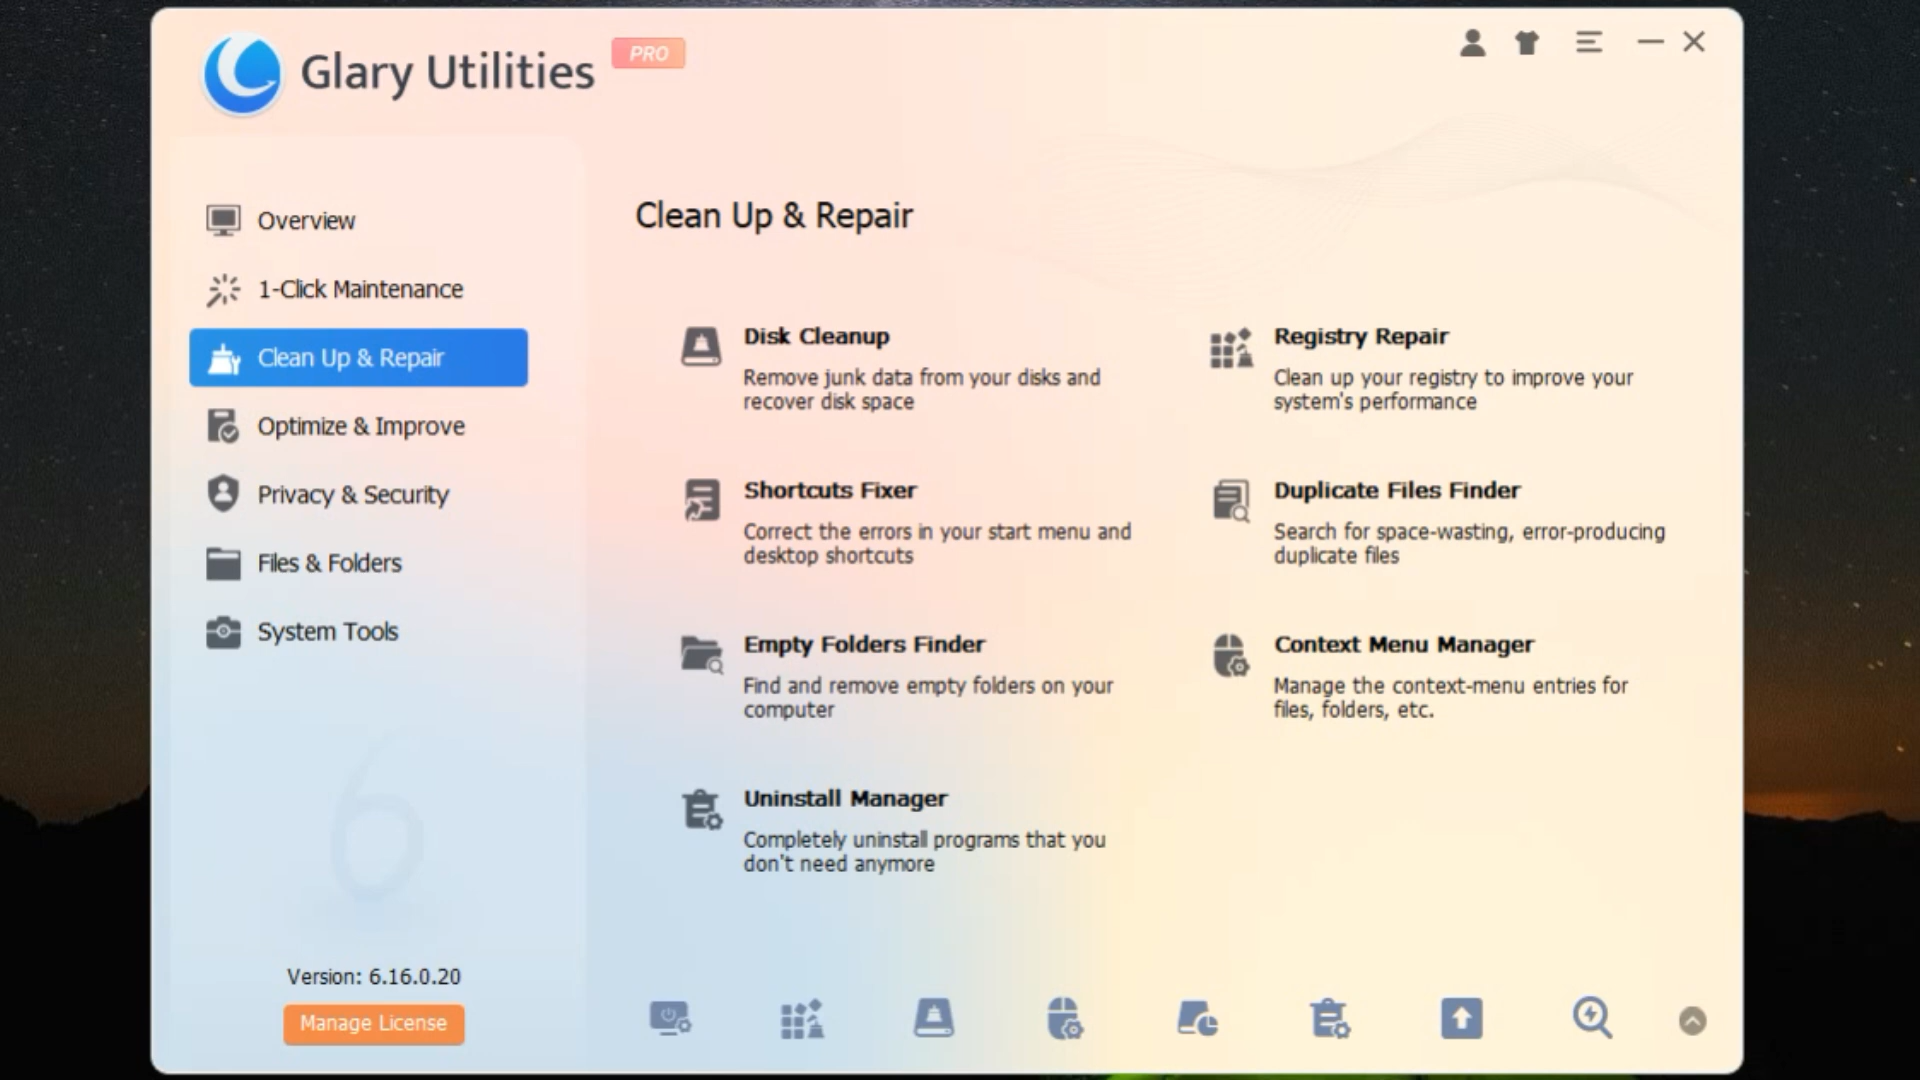 Glary Utilities PRO
Overview
1-Click Maintenance
Clean Up & Repair
Optimize & Improve
Privacy & Security
Files & Folders
System Tools
6
Version: 6.16.0.20
Manage License
Clean Up & Repair
Disk Cleanup
Remove junk data from your disks and
recover disk space
Registry Repair
Clean up your registry to improve your
system's performance
Shortcuts Fixer
Correct the errors in your start menu and
desktop shortcuts
Duplicate Files Finder
Search for space-wasting, error-producing
duplicate files
Empty Folders Finder
Find and remove empty folders on your
computer
Context Menu Manager
Manage the context-menu entries for
files, folders, etc.
Uninstall Manager
Completely uninstall programs that you
don't need anymore